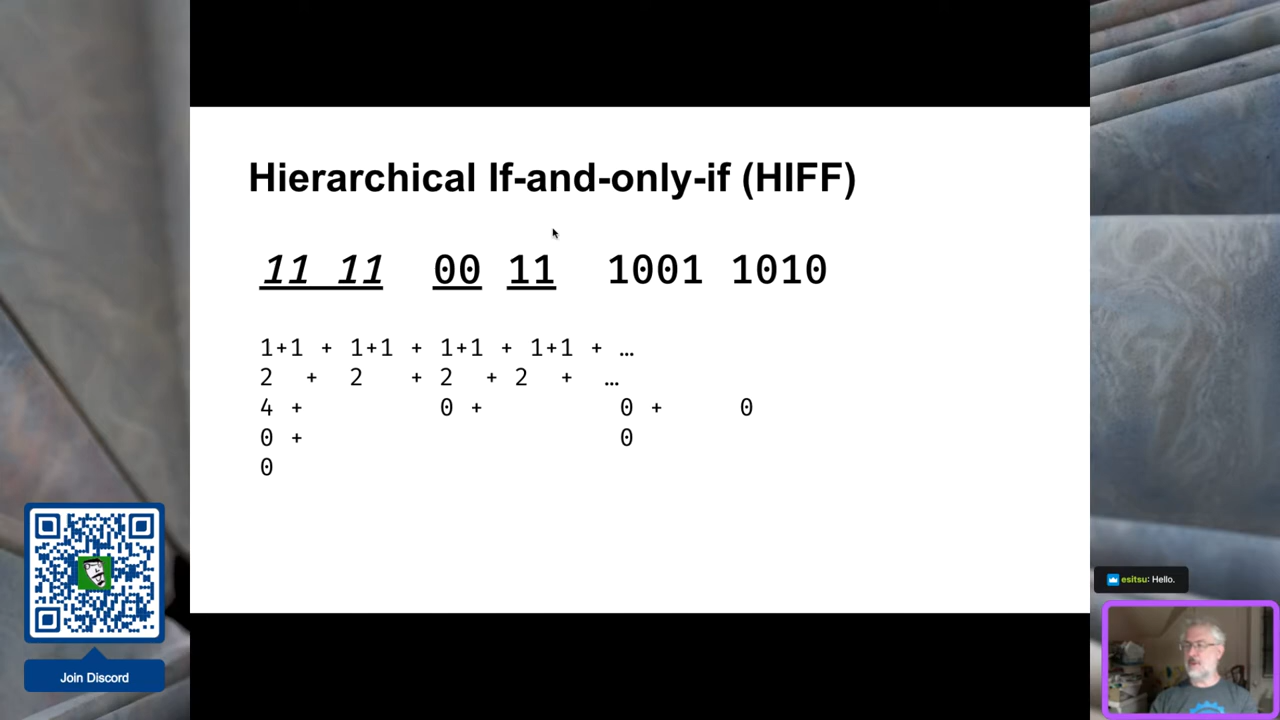 Hierarchical If-and-only-if (HIFF)
11 11 00 11 1001 1010
1+1 + 1+1 + 1+1 + 1+1 + …
2 + 2 + 2 + 2 + …
4 + 0 + 0 + 0
0 + 0
0
esitsu: Hello.
Join Discord